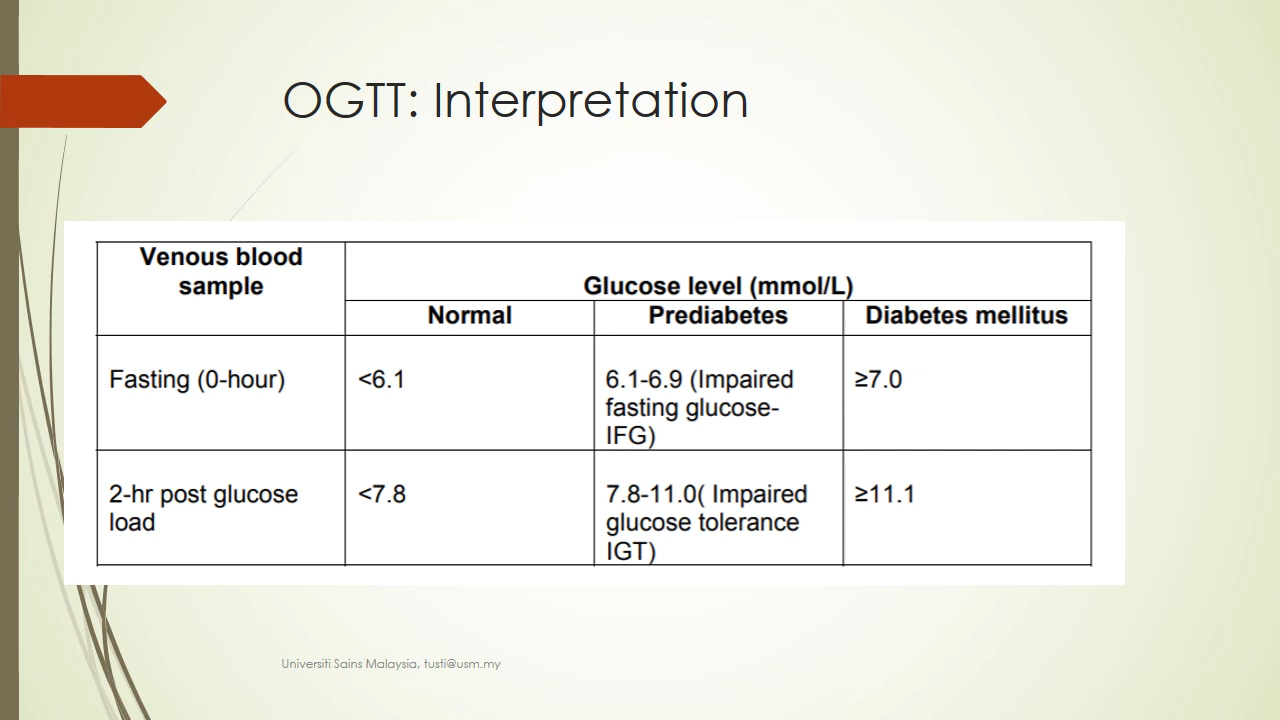 OGTT: Interpretation
Venous blood
sample
Glucose level (mmol/L)
Normal
Prediabetes
Diabetes mellitus
Fasting (0-hour)
<6.1
6.1-6.9 (Impaired
fasting glucose-
IFG)
≥7.0
2-hr post glucose
load
<7.8
7.8-11.0( Impaired
glucose tolerance
IGT)
≥11.1
Universiti Sains Malaysia, tusti@usm.my